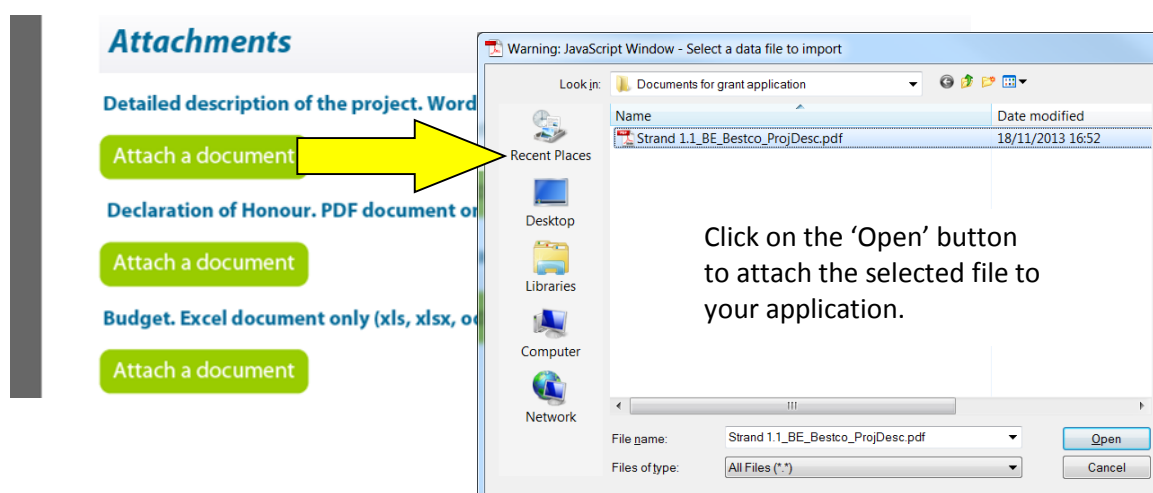 Attachments
Detailed description of the project. Word
Attach a document
Declaration of Honour. PDF document
Attach a document
Budget. Excel document only (xls, xlsx,
Attach a document
Warning: JavaScript Window - Select a data file to import
Look in: Documents for grant application
Name Date modified
Strand 1.1_BE_Bestco_ProjDesc.pdf 18/11/2013 16:52
Recent Places
Desktop
Libraries
Computer
Network
Click on the ‘Open’ button
to attach the selected file to
your application.
File name: Strand 1.1_BE_Bestco_ProjDesc.pdf Open
Files of type: All Files (*.*) Cancel